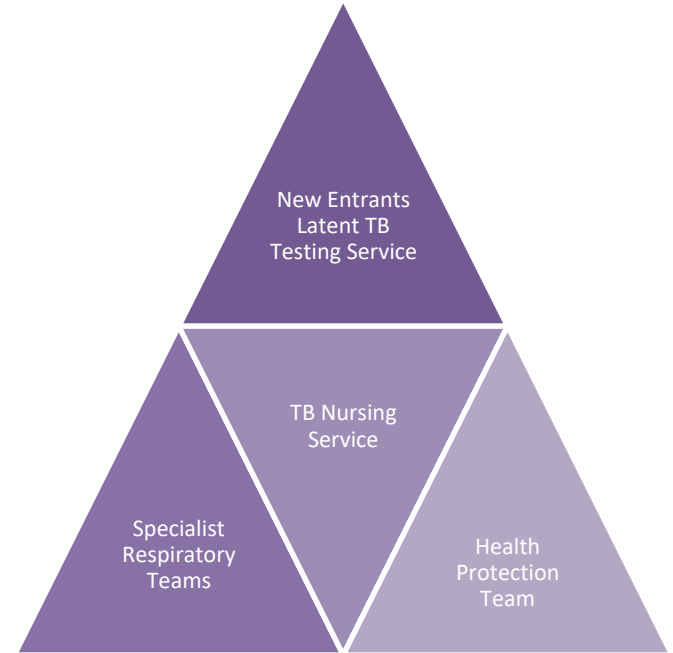 New Entrants
Latent TB
Testing Service
TB Nursing
Service
Specialist
Respiratory
Teams
Health
Protection
Team